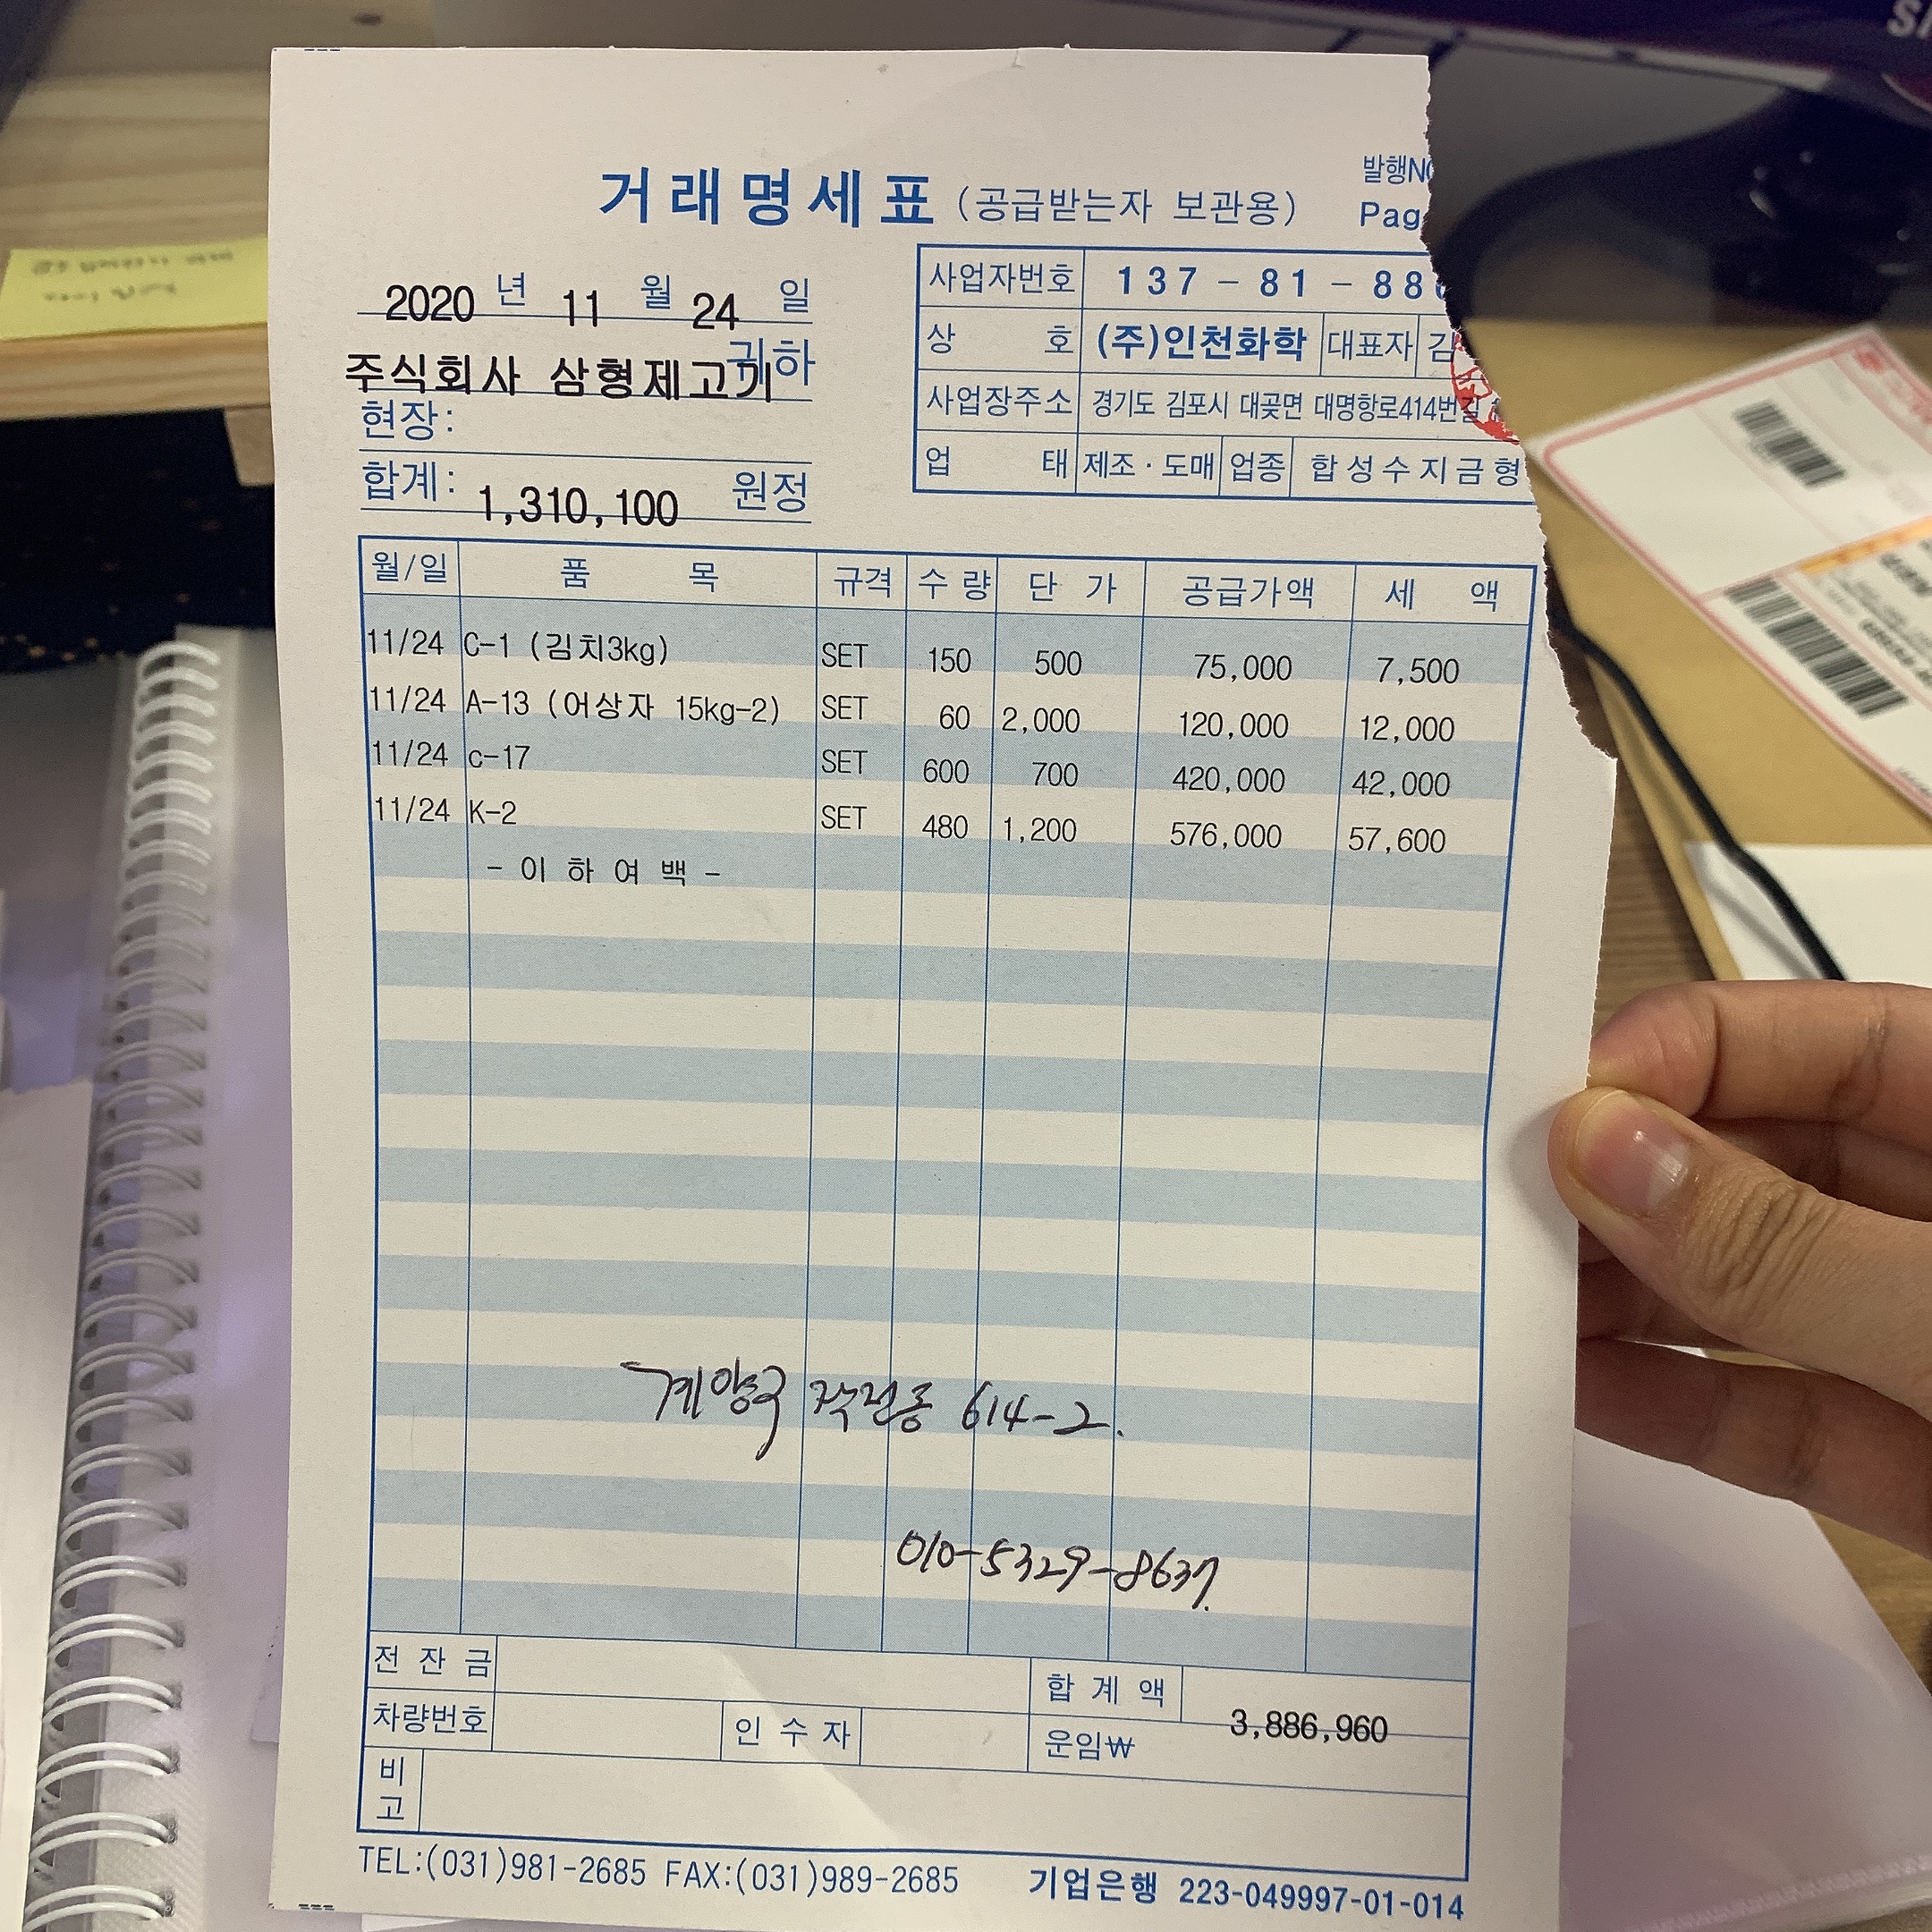 거래명세표 (공급받는자 보관용)
발행NO
Pag
2020 년 11 월 24 일
주식회사 삼형제고기 귀하
현장:
합계: 1,310,100 원정
사업자번호 137-81-88
상 호 (주)인천화학 대표자 김
사업장주소 경기도 김포시 대곶면 대명항로414번길
업 태 제조·도매 업종 합성수지금형
월/일 품 목 규격 수량 단가 공급가액 세 액
11/24 C-1 (김치3kg) SET 150 500 75,000 7,500
11/24 A-13 (어상자 15kg-2) SET 60 2,000 120,000 12,000
11/24 c-17 SET 600 700 420,000 42,000
11/24 K-2 SET 480 1,200 576,000 57,600
- 이 하 여 백 -
계양구 작전동 614-2.
010-5329-8637.
전 잔 금 합 계 액 3,886,960
차량번호 인 수 자 운임₩
비고
TEL:(031)981-2685 FAX:(031)989-2685 기업은행 223-049997-01-014